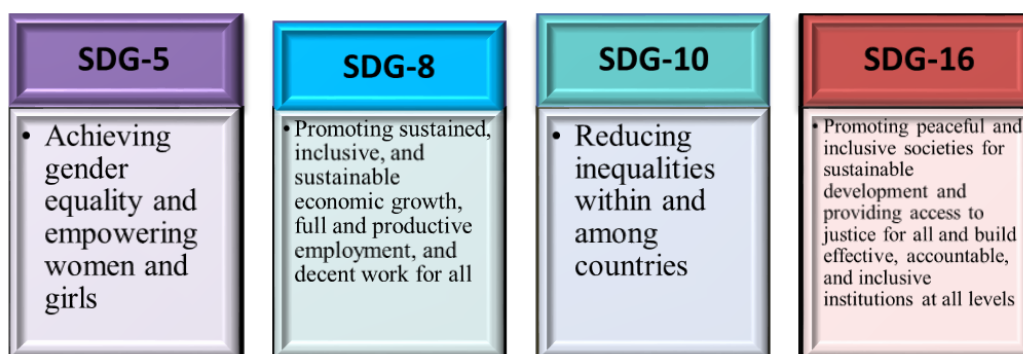 SDG-5
• Achieving
gender
equality and
empowering
women and
girls
SDG-8
• Promoting sustained,
inclusive, and
sustainable
economic growth,
full and productive
employment, and
decent work for all
SDG-10
• Reducing
inequalities
within and
among
countries
SDG-16
• Promoting peaceful and
inclusive societies for
sustainable
development and
providing access to
justice for all and build
effective, accountable,
and inclusive
institutions at all levels